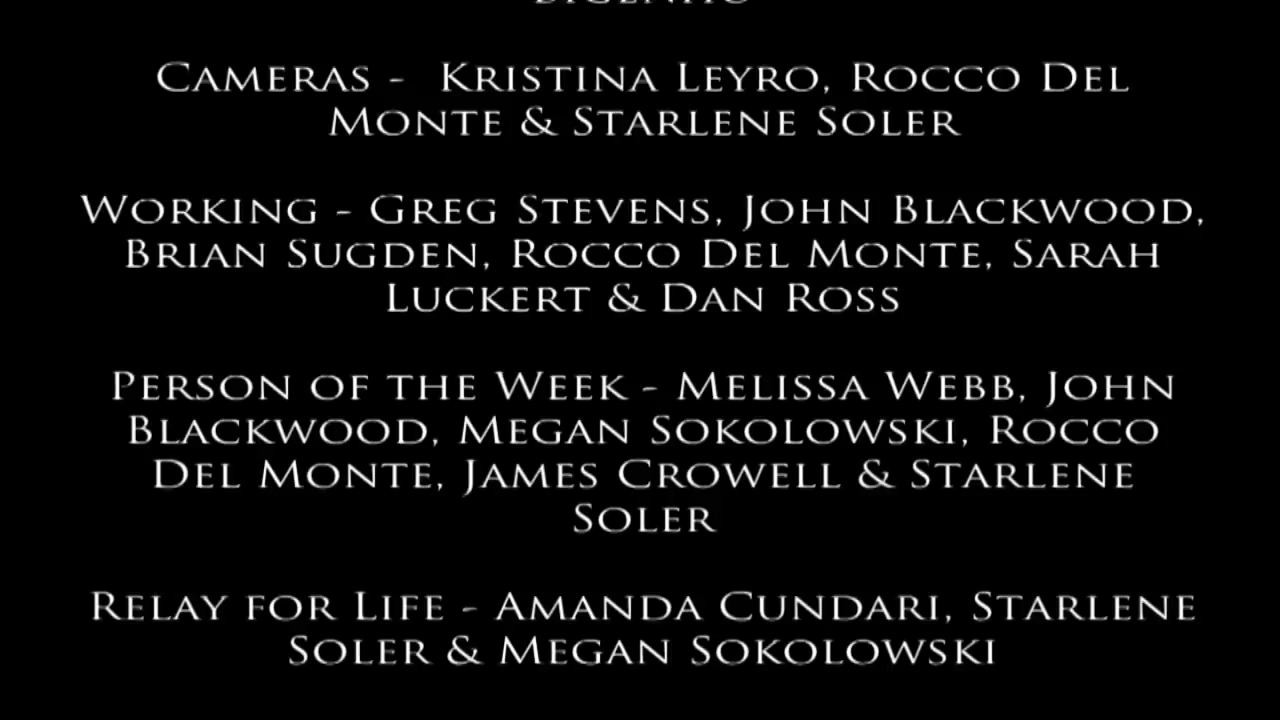 Cameras -  Kristina Leyro, Rocco Del
Monte & Starlene Soler
Working - Greg Stevens, John Blackwood,
Brian Sugden, Rocco Del Monte, Sarah
Luckert & Dan Ross
Person of the Week - Melissa Webb, John
Blackwood, Megan Sokolowski, Rocco
Del Monte, James Crowell & Starlene
Soler
Relay for Life - Amanda Cundari, Starlene
Soler & Megan Sokolowski